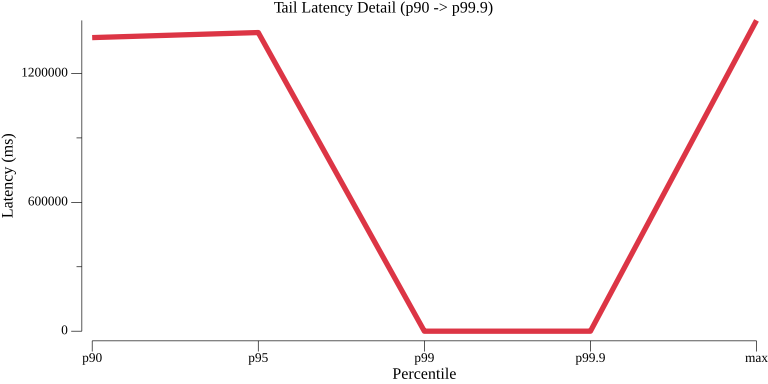 Tail Latency Detail (p90 -> p99.9)
1200000
600000
0
Latency (ms)
p90 p95 p99 p99.9 max
Percentile